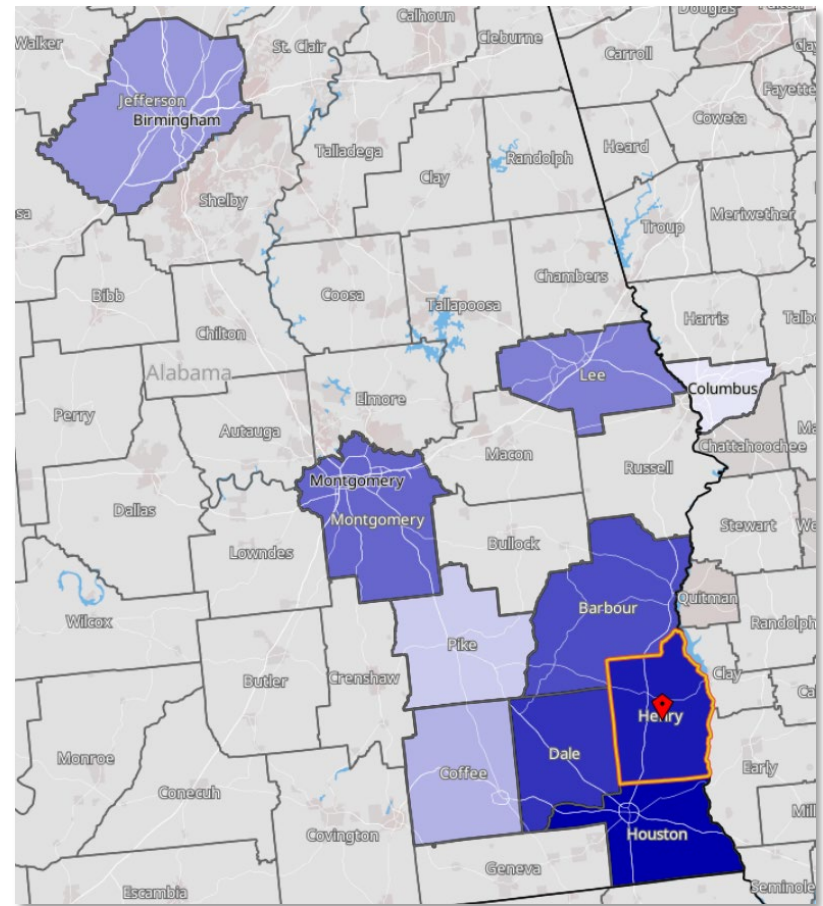 Calhoun
Walker
St. Clair
Cleburne
Carroll
Fayette
Jefferson
Birmingham
Coweta
Talladega
Randolph
Heard
Clay
Shelby
Troup
Meriwether
Bibb
Coosa
Tallapoosa
Chambers
Harris
Chilton
Alabama
Lee
Columbus
Perry
Elmore
Autauga
Chattahoochee
Macon
Russell
Montgomery
Montgomery
Dallas
Stewart
Bullock
Lowndes
Quitman
Barbour
Wilcox
Randolph
Pike
Clay
Butler
Crenshaw
Henry
Dale
Early
Monroe
Coffee
Conecuh
Covington
Houston
Geneva
Escambia
Seminole